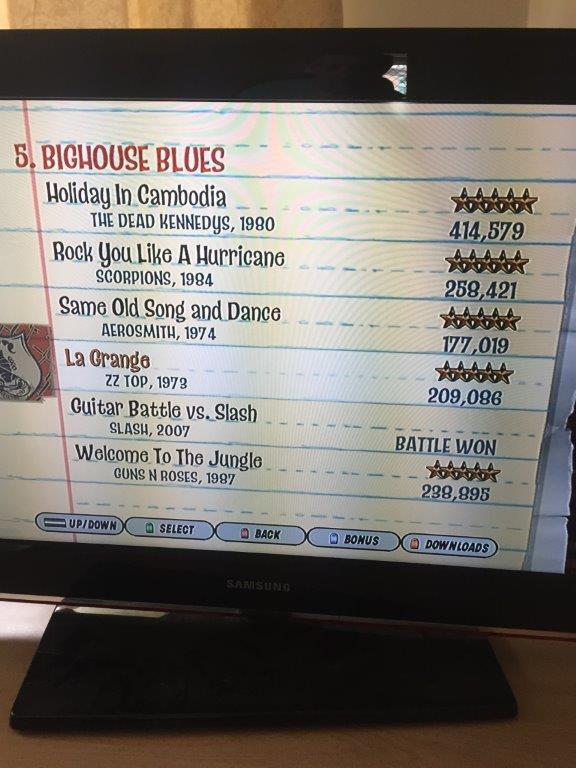 5. BIGHOUSE BLUES
Holiday In Cambodia
THE DEAD KENNEDYS, 1980
414,579
Rock You Like A Hurricane
SCORPIONS, 1984
258,421
Same Old Song and Dance
AEROSMITH, 1974
177,019
La Grange
ZZ TOP, 1973
209,086
Guitar Battle vs. Slash
SLASH, 2007
BATTLE WON
Welcome To The Jungle
GUNS N ROSES, 1987
238,895
UP/DOWN SELECT BACK BONUS DOWNLOADS
SAMSUNG